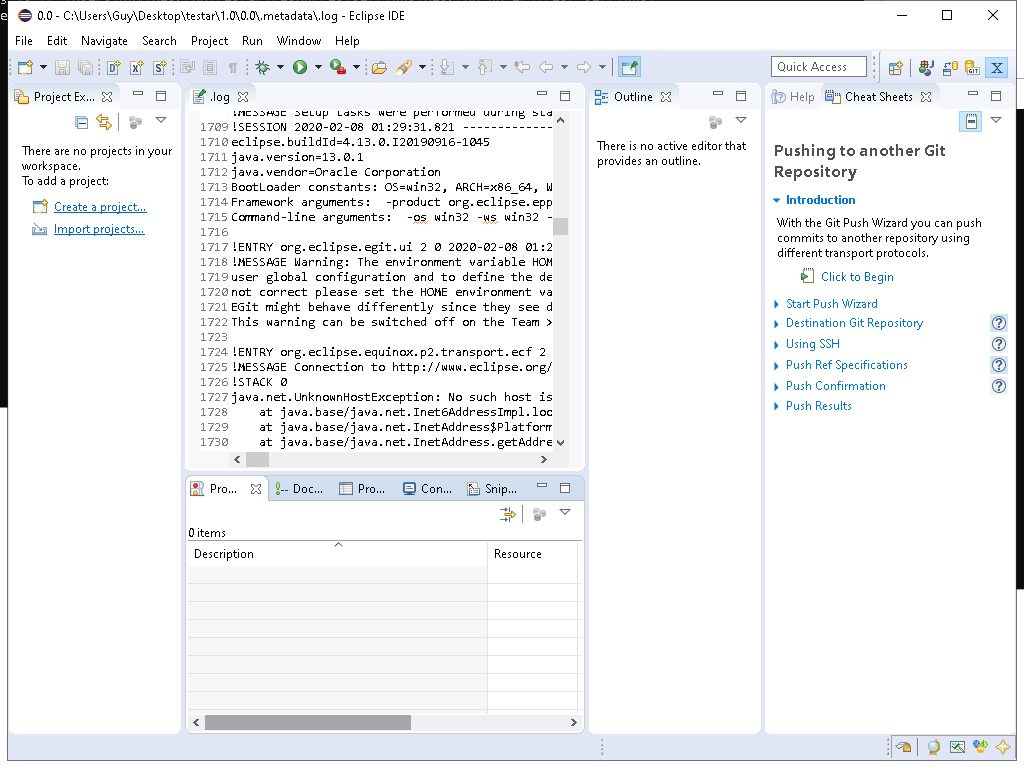 0.0 - C:\Users\Guy\Desktop\testar\1.0\0.0\.metadata\.log - Eclipse IDE
File Edit Navigate Search Project Run Window Help
Quick Access
Project Ex...
There are no projects in your
workspace.
To add a project:
Create a project...
Import projects...
.log
!MESSAGE Setup tasks were performed during sta
1709 !SESSION 2020-02-08 01:29:31.821 -------------
1710 eclipse.buildId=4.13.0.I20190916-1045
1711 java.version=13.0.1
1712 java.vendor=Oracle Corporation
1713 BootLoader constants: OS=win32, ARCH=x86_64, W
1714 Framework arguments:  -product org.eclipse.epp
1715 Command-line arguments:  -os win32 -ws win32 -
1716
1717 !ENTRY org.eclipse.egit.ui 2 0 2020-02-08 01:2
1718 !MESSAGE Warning: The environment variable HOM
1719 user global configuration and to define the de
1720 not correct please set the HOME environment va
1721 EGit might behave differently since they see d
1722 This warning can be switched off on the Team >
1723
1724 !ENTRY org.eclipse.equinox.p2.transport.ecf 2
1725 !MESSAGE Connection to http://www.eclipse.org/
1726 !STACK 0
1727 java.net.UnknownHostException: No such host is
1728 at java.base/java.net.Inet6AddressImpl.loo
1729 at java.base/java.net.InetAddress$Platform
1730 at java.base/java.net.InetAddress.getAddre
Pro... Doc... Pro... Con... Snip...
0 items
Description Resource
Outline
There is no active editor that
provides an outline.
Help Cheat Sheets
Pushing to another Git
Repository
Introduction
With the Git Push Wizard you can push
commits to another repository using
different transport protocols.
Click to Begin
Start Push Wizard
Destination Git Repository
Using SSH
Push Ref Specifications
Push Confirmation
Push Results